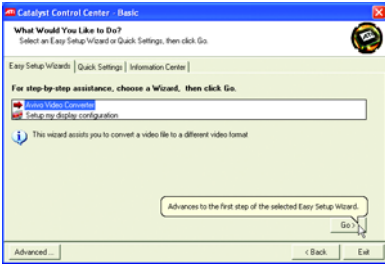 ATI Catalyst Control Center - Basic
What Would You Like to Do?
Select an Easy Setup Wizard or Quick Settings, then click Go.
ATI
Easy Setup Wizards | Quick Settings | Information Center
For step-by-step assistance, choose a Wizard, then click Go.
Avivo Video Converter
Setup my display configuration
This wizard assists you to convert a video file to a different video format
Advances to the first step of the selected Easy Setup Wizard.
Go >
Advanced... < Back Exit